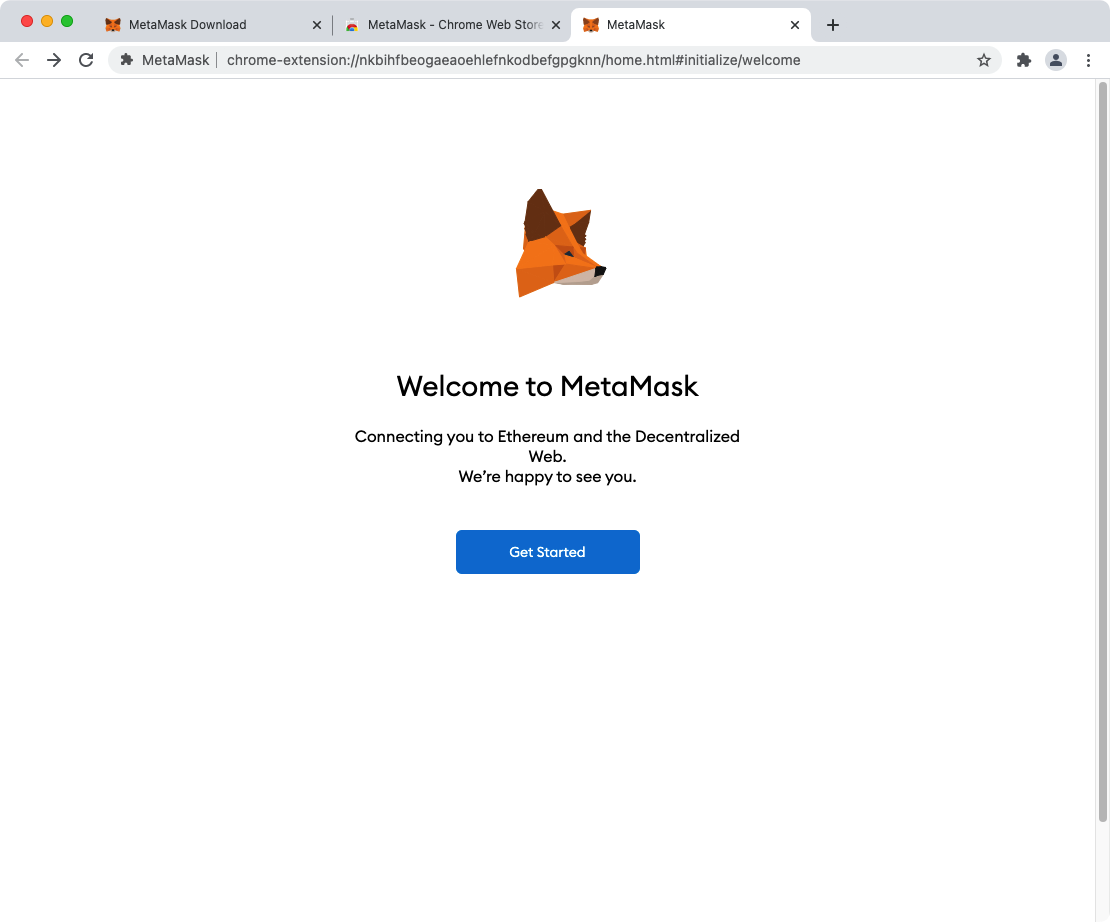 MetaMask Download
MetaMask - Chrome Web Store
MetaMask
MetaMask
chrome-extension://nkbihfbeogaeaoehlefnkodbefgpgknn/home.html#initialize/welcome
Welcome to MetaMask
Connecting you to Ethereum and the Decentralized
Web.
We’re happy to see you.
Get Started